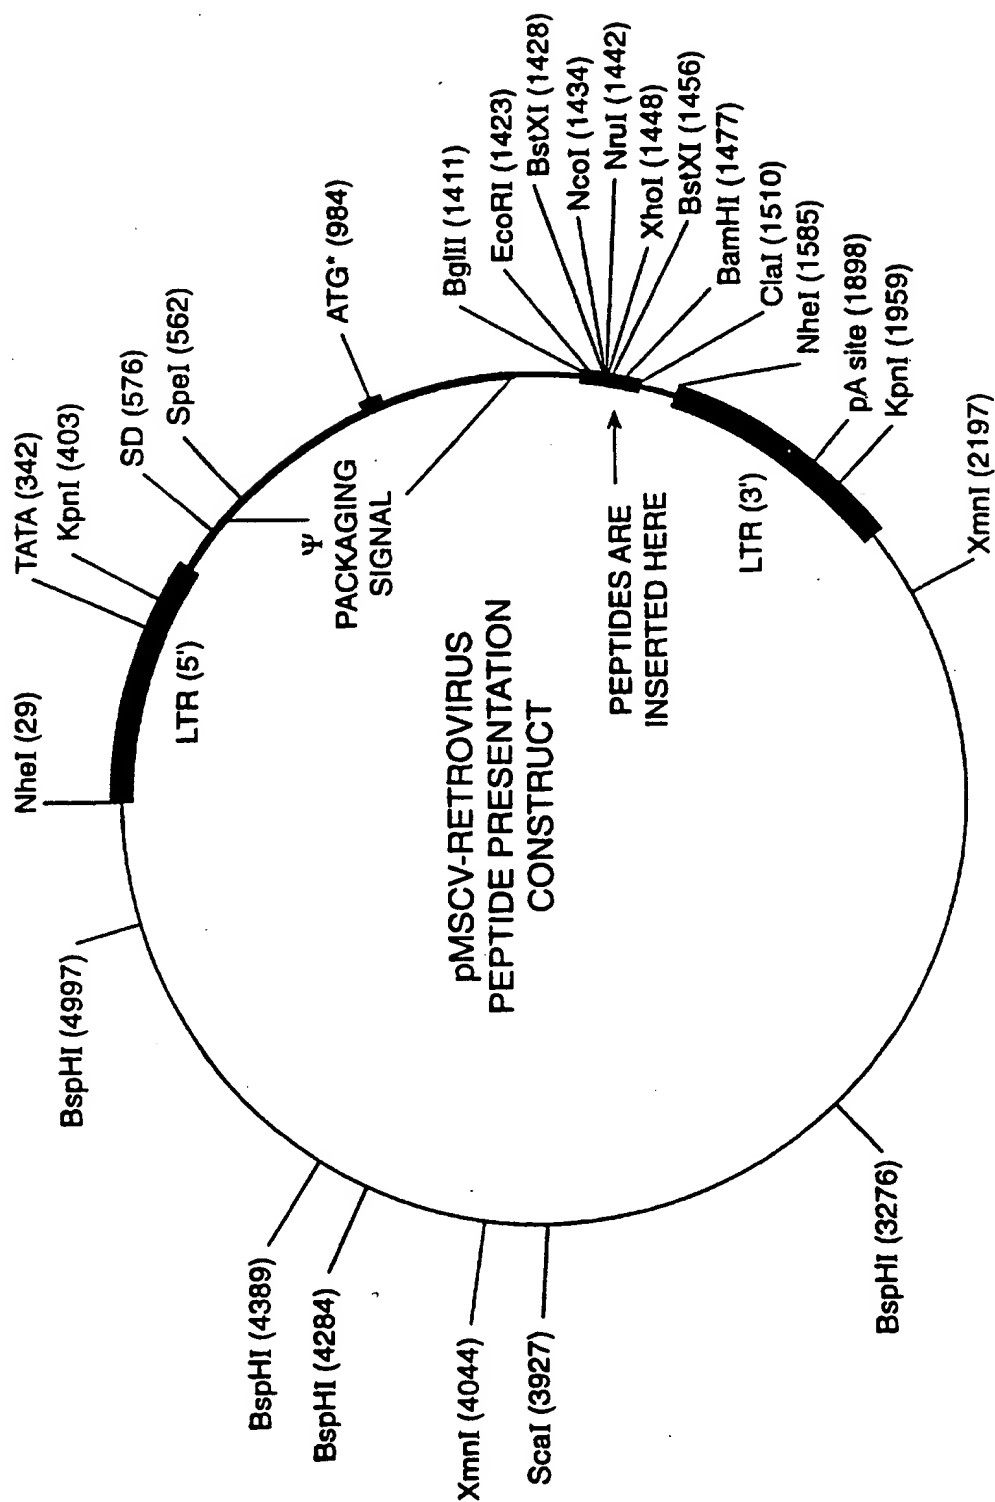 NheI (29)
TATA (342)
KpnI (403)
SD (576)
SpeI (562)
ATG* (984)
BglII (1411)
EcoRI (1423)
BstXI (1428)
NcoI (1434)
NruI (1442)
XhoI (1448)
BstXI (1456)
BamHI (1477)
ClaI (1510)
NheI (1585)
pA site (1898)
KpnI (1959)
XmnI (2197)
BspHI (3276)
ScaI (3927)
XmnI (4044)
BspHI (4284)
BspHI (4389)
BspHI (4997)
LTR (5')
Ψ
PACKAGING
SIGNAL
PEPTIDES ARE
INSERTED HERE
LTR (3')
pMSCV-RETROVIRUS
PEPTIDE PRESENTATION
CONSTRUCT